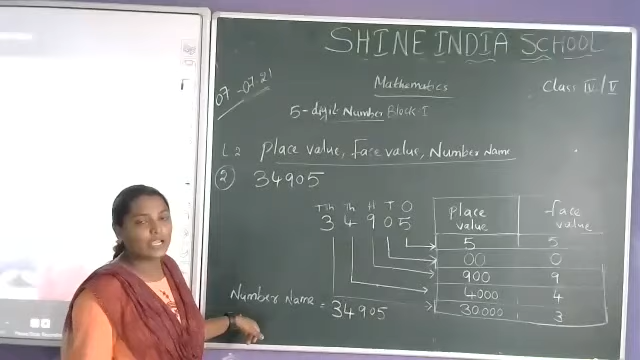 SHINE INDIA SCHOOL
07-07-21
Mathematics
Class IV/V
5-digit Number Block-I
L2 Place value, face value, Number Name
2 34905
TTh Th H T O
3 4 9 0 5
Place value face value
5 5
00 0
900 9
4000 4
30000 3
Number Name = 34905